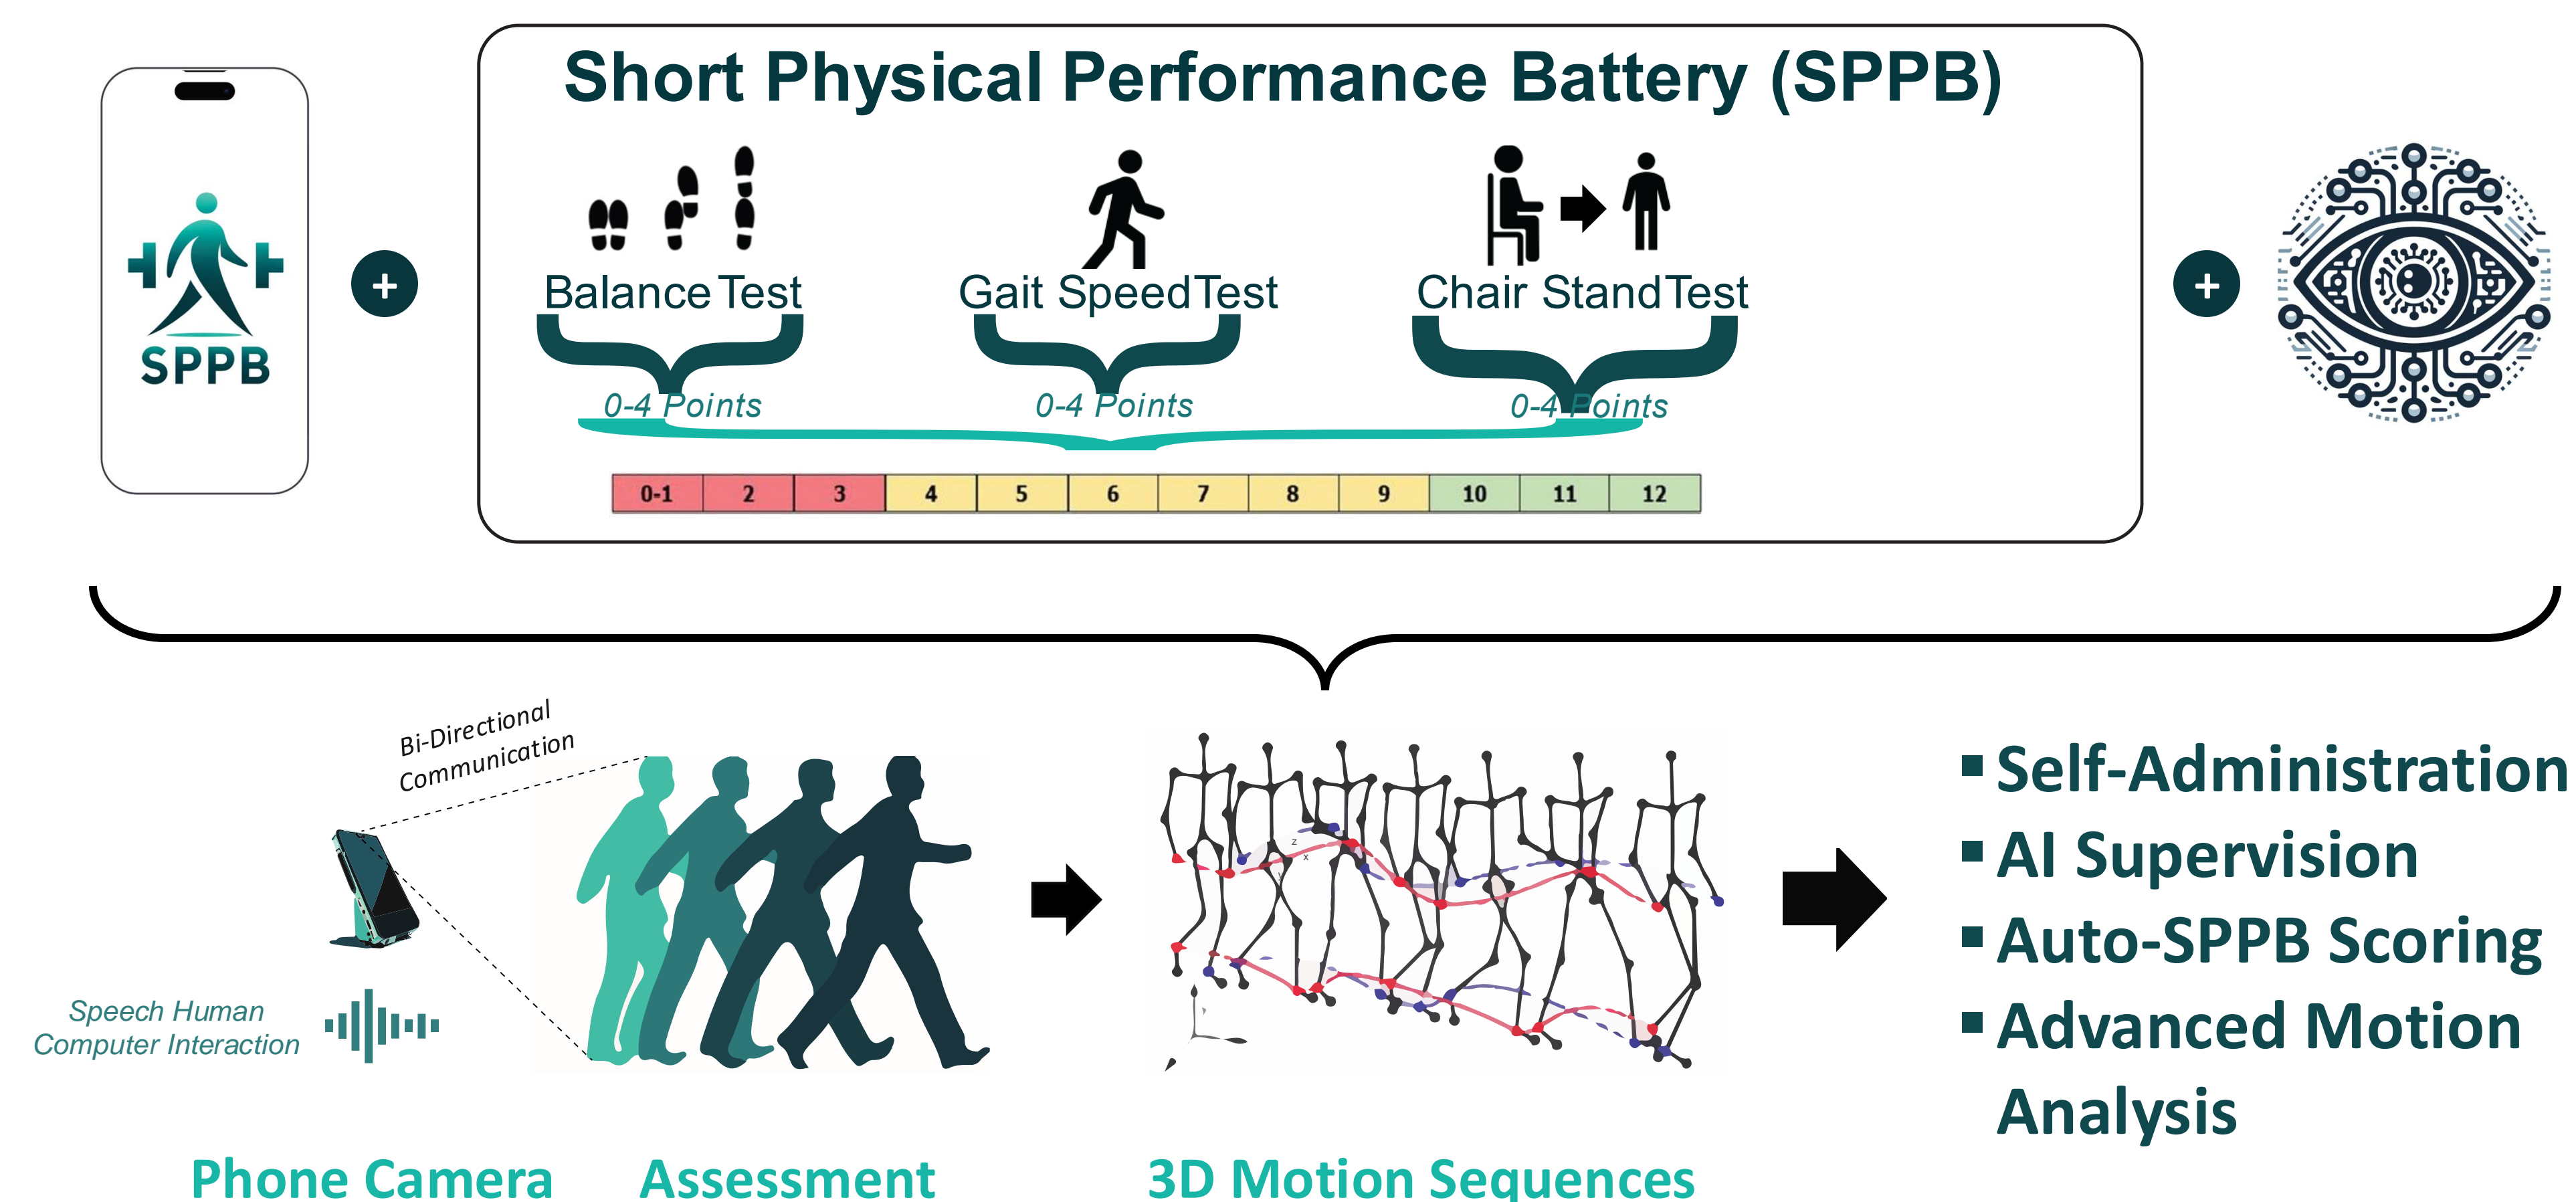 Short Physical Performance Battery (SPPB)
SPPB
+
Balance Test
Gait Speed Test
Chair Stand Test
+
0-4 Points
0-4 Points
0-4 Points
0-1 2 3 4 5 6 7 8 9 10 11 12
Bi-Directional
Communication
Speech Human
Computer Interaction
z
x
y
Phone Camera
Assessment
3D Motion Sequences
▪ Self-Administration
▪ AI Supervision
▪ Auto-SPPB Scoring
▪ Advanced Motion
Analysis